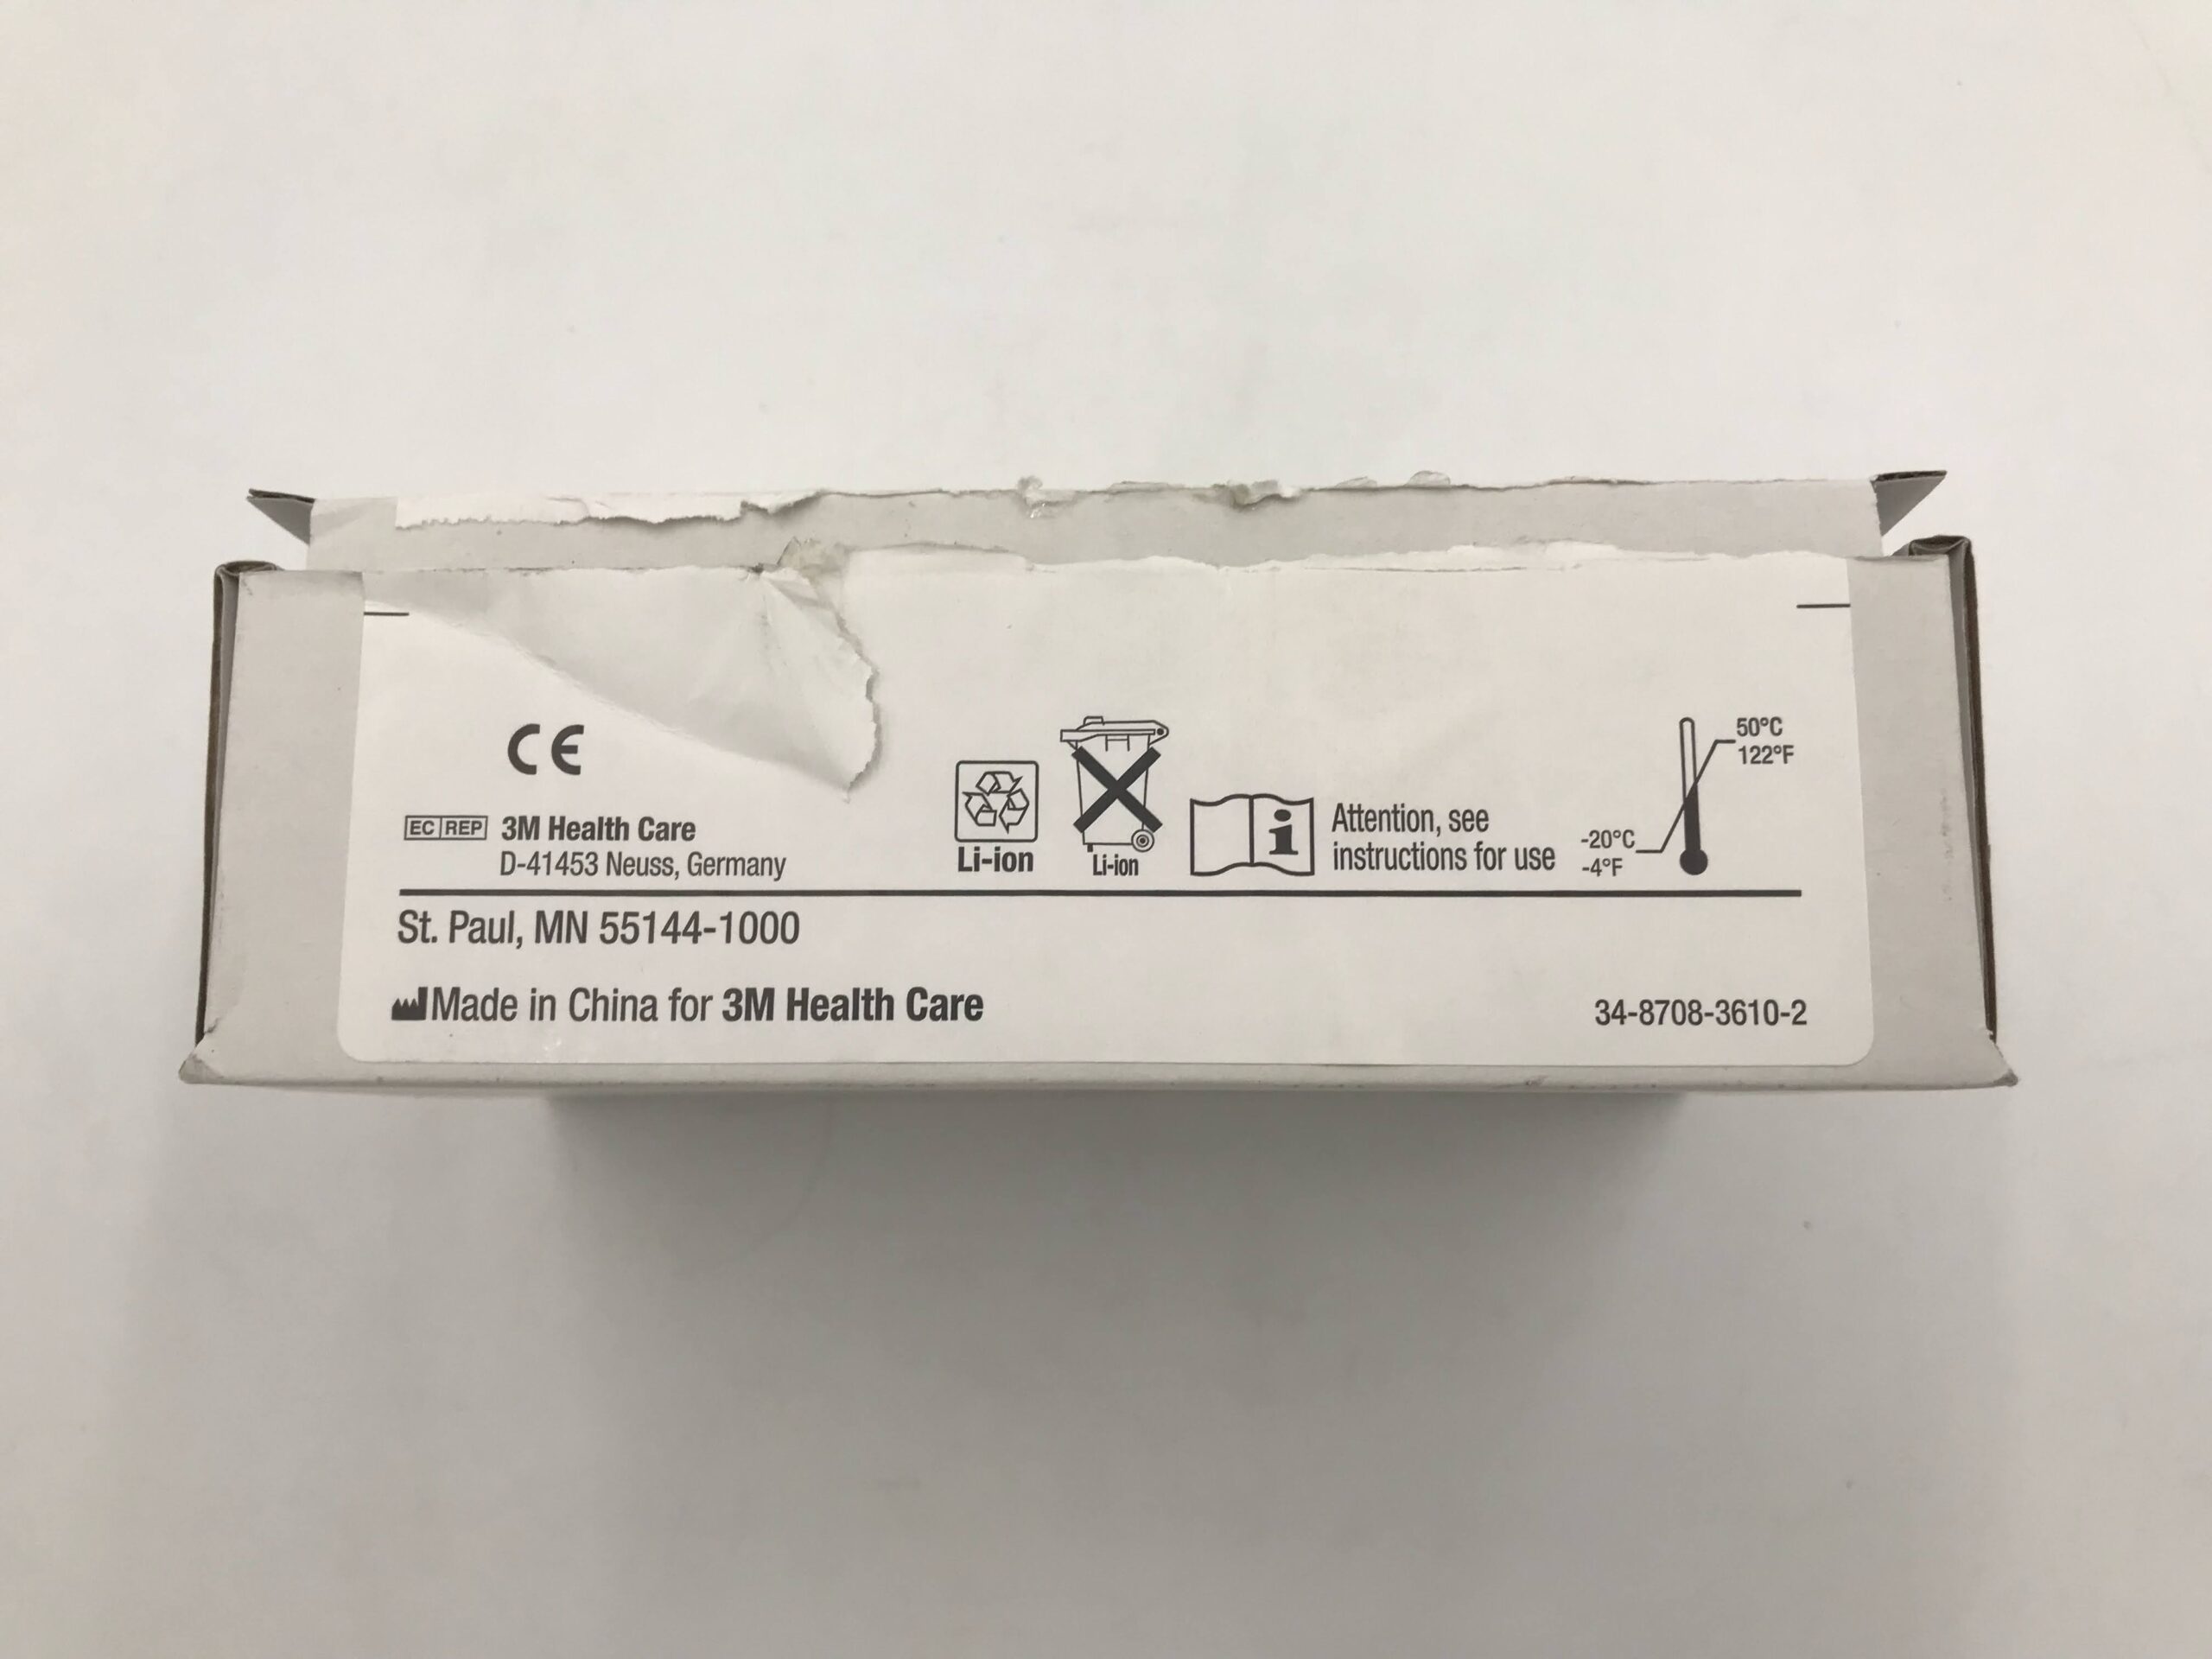 CE
EC REP 3M Health Care
D-41453 Neuss, Germany
Li-ion
Li-ion
Attention, see
instructions for use
50°C
122°F
-20°C
-4°F
St. Paul, MN 55144-1000
Made in China for 3M Health Care
34-8708-3610-2